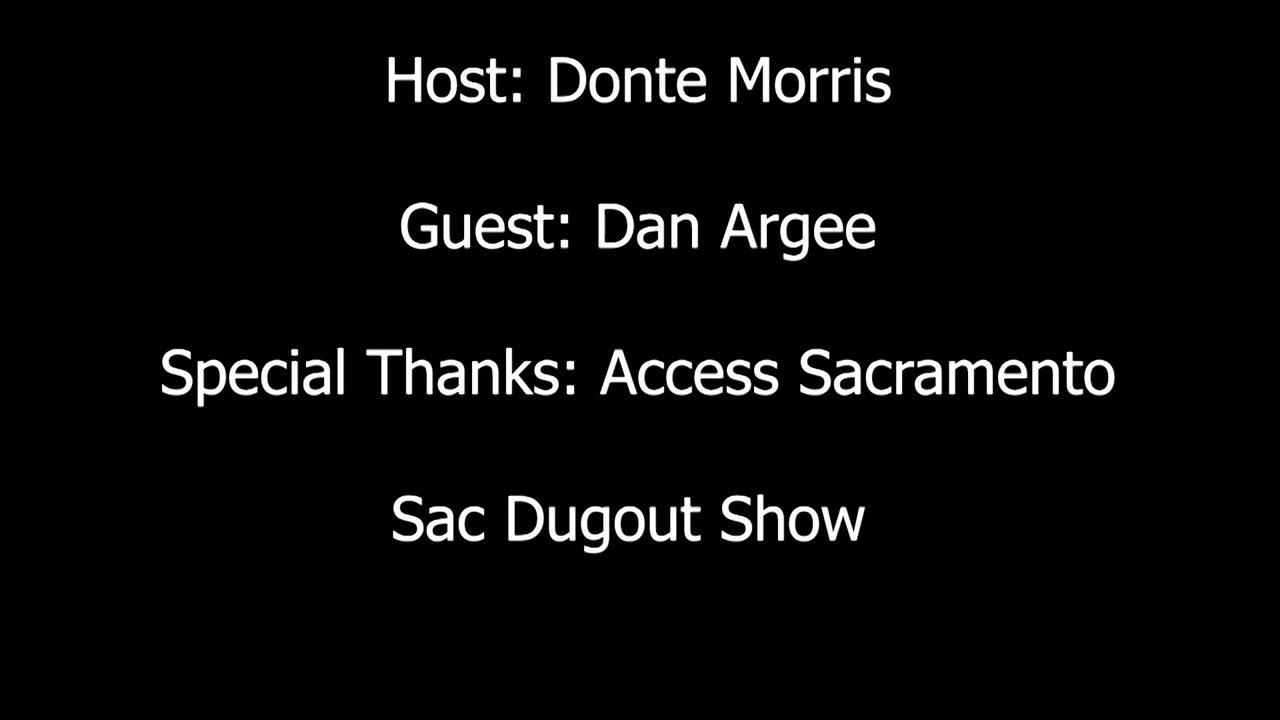 Host: Donte Morris
Guest: Dan Argee
Special Thanks: Access Sacramento
Sac Dugout Show